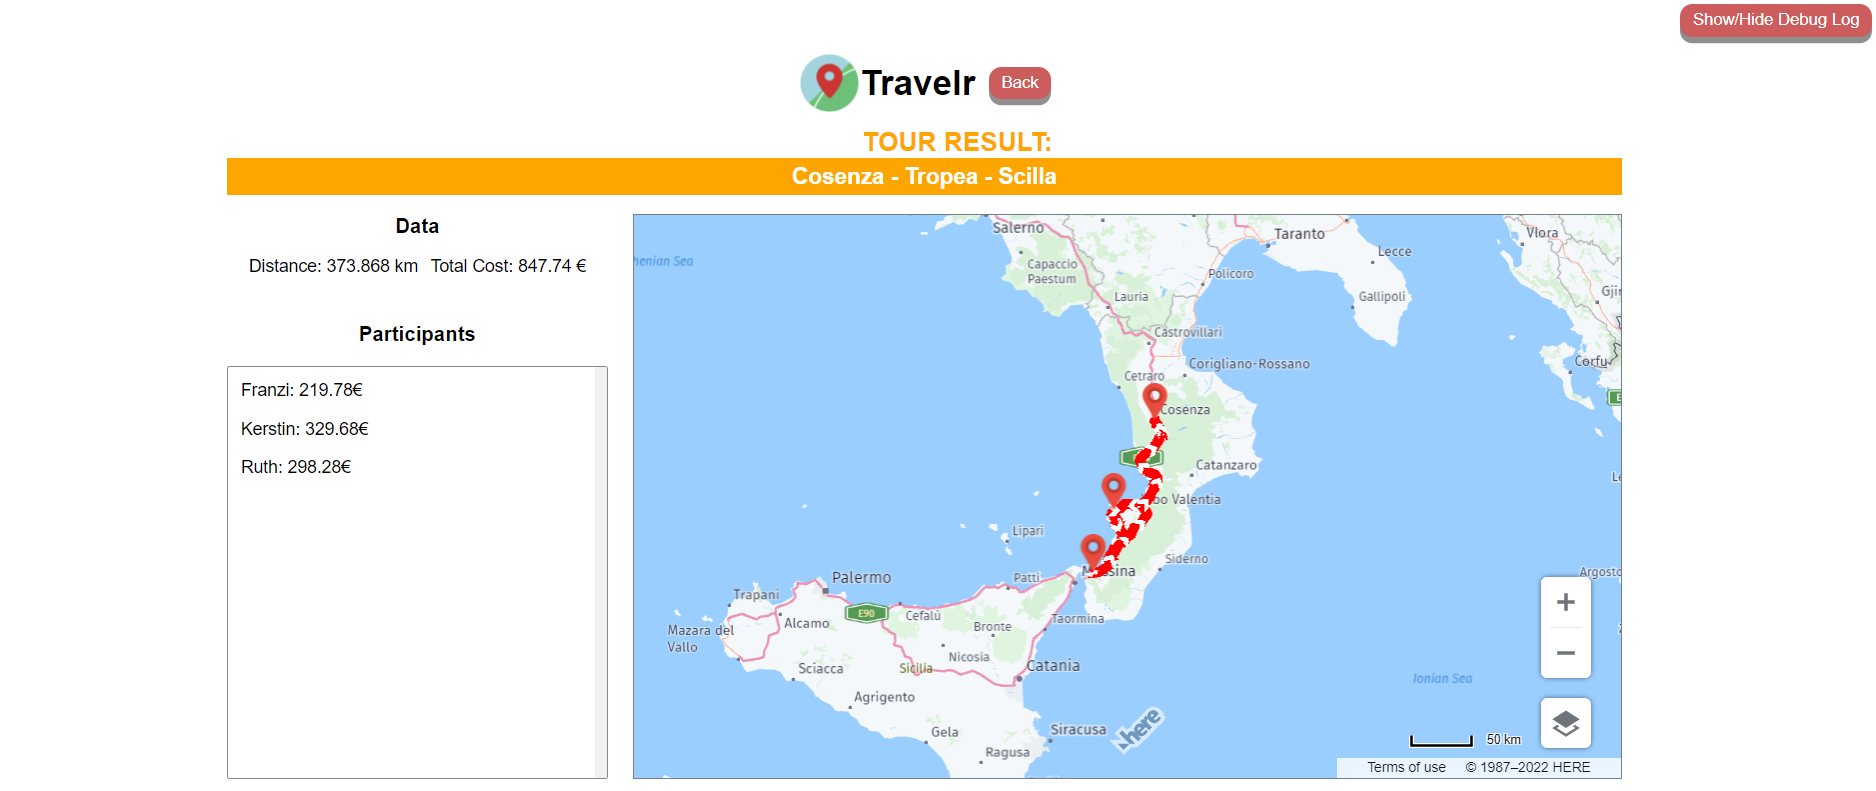 Show/Hide Debug Log
Travelr
Back
TOUR RESULT:
Cosenza - Tropea - Scilla
Data
Distance: 373.868 km Total Cost: 847.74 €
Participants
Franzi: 219.78€
Kerstin: 329.68€
Ruth: 298.28€
Salerno
Taranto
Vlora
Lecce
henian Sea
Capaccio
Paestum
Policoro
Lauria
Gallipoli
Gjir
Castrovillari
Corigliano-Rossano
Corfu
Cetraro
Cosenza
Catanzaro
bo Valentia
Lipari
Siderno
Messina
Patti
Palermo
Argosto
Trapani
E90
Cefalù
Taormina
Alcamo
Bronte
Mazara del
Vallo
Nicosia
Catania
Sciacca
Sicilia
Ionian Sea
Agrigento
Siracusa
here
Gela
Ragusa
50 km
Terms of use © 1987–2022 HERE